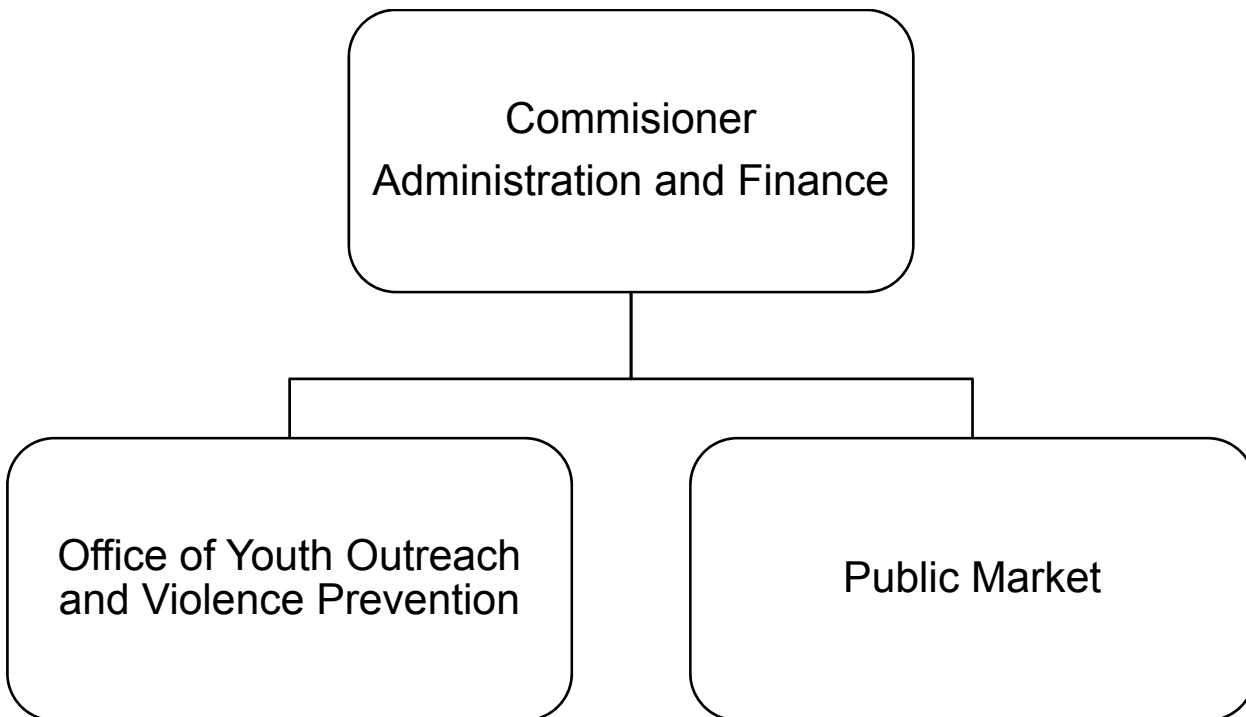 Commisioner
Administration and Finance
Office of Youth Outreach
and Violence Prevention
Public Market